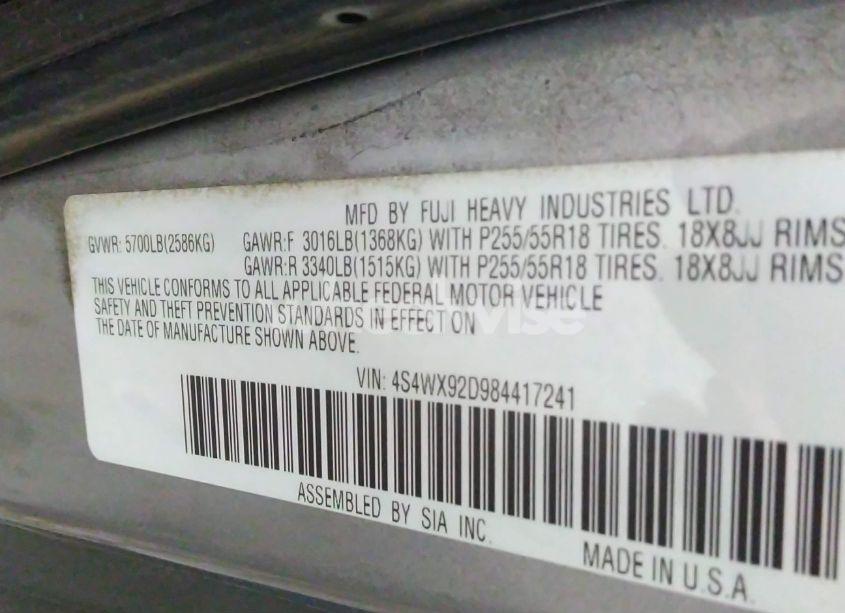 MFD BY FUJI HEAVY INDUSTRIES LTD.
GVWR: 5700LB(2586KG) GAWR:F 3016LB(1368KG) WITH P255/55R18 TIRES. 18X8JJ RIMS
GAWR:R 3340LB(1515KG) WITH P255/55R18 TIRES. 18X8JJ RIMS
THIS VEHICLE CONFORMS TO ALL APPLICABLE FEDERAL MOTOR VEHICLE
SAFETY AND THEFT PREVENTION STANDARDS IN EFFECT ON
THE DATE OF MANUFACTURE SHOWN ABOVE.
VIN: 4S4WX92D984417241
ASSEMBLED BY SIA INC.
MADE IN U.S.A.